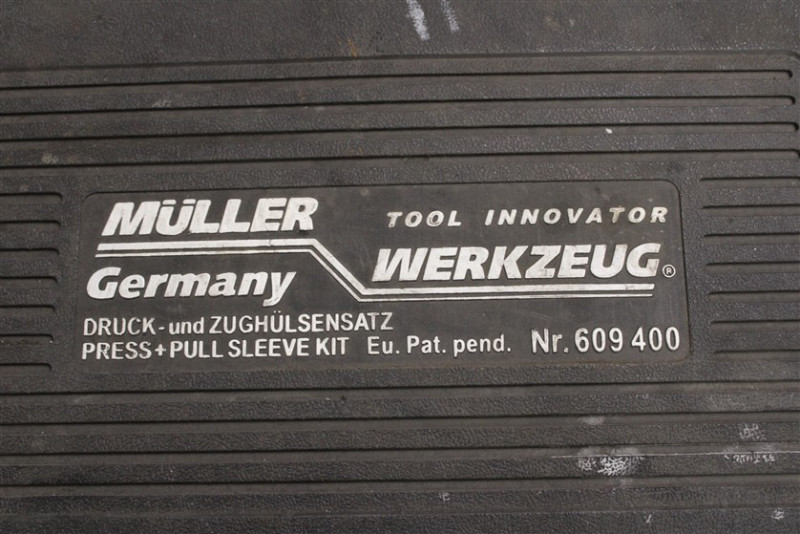 MÜLLER TOOL INNOVATOR
Germany WERKZEUG®
DRUCK-und ZUGHÜLSENSATZ
PRESS+PULL SLEEVE KIT Eu. Pat. pend. Nr. 609 400